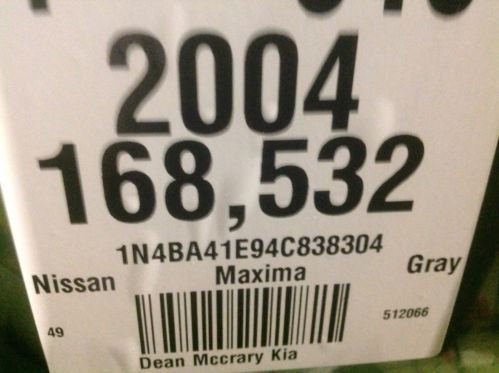 2004
168,532
1N4BA41E94C838304
Nissan Maxima Gray
49 512066
Dean Mccrary Kia